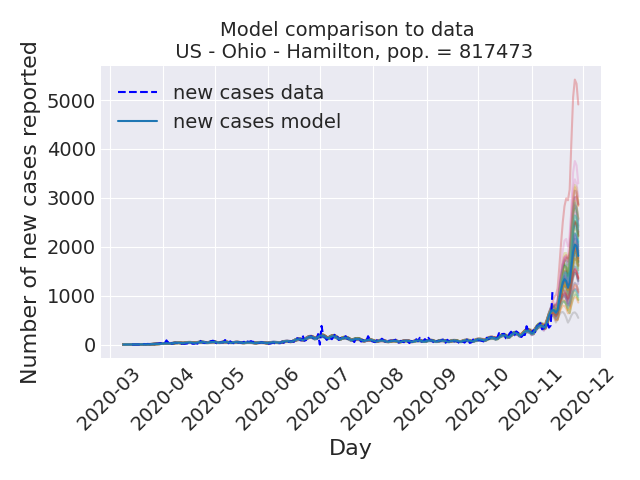 Model comparison to data
US - Ohio - Hamilton, pop. = 817473
Number of new cases reported
5000
4000
3000
2000
1000
0
new cases data
new cases model
2020-03
2020-04
2020-05
2020-06
2020-07
2020-08
2020-09
2020-10
2020-11
2020-12
Day